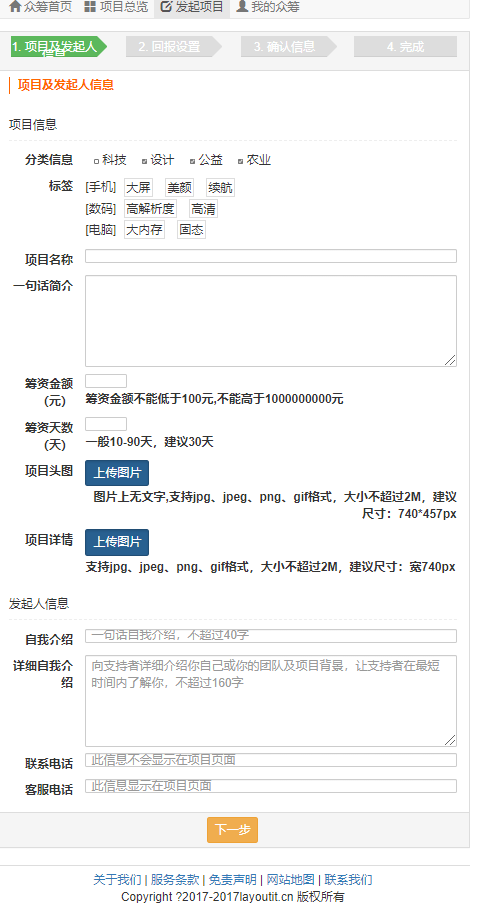 众筹首页 项目总览 发起项目 我的众筹
1. 项目及发起人信息 2. 回报设置 3. 确认信息 4. 完成
项目及发起人信息
项目信息
分类信息 科技 设计 公益 农业
标签 [手机] 大屏 美颜 续航
[数码] 高解析度 高清
[电脑] 大内存 固态
项目名称
一句话简介
筹资金额
(元)
筹资金额不能低于100元,不能高于1000000000元
筹资天数
(天)
一般10-90天，建议30天
项目头图 上传图片
图片上无文字,支持jpg、jpeg、png、gif格式，大小不超过2M，建议
尺寸：740*457px
项目详情 上传图片
支持jpg、jpeg、png、gif格式，大小不超过2M，建议尺寸：宽740px
发起人信息
自我介绍 一句话自我介绍，不超过40字
详细自我介
绍
向支持者详细介绍你自己或你的团队及项目背景，让支持者在最短
时间内了解你，不超过160字
联系电话 此信息不会显示在项目页面
客服电话 此信息显示在项目页面
下一步
关于我们 | 服务条款 | 免责声明 | 网站地图 | 联系我们
Copyright ?2017-2017layoutit.cn 版权所有